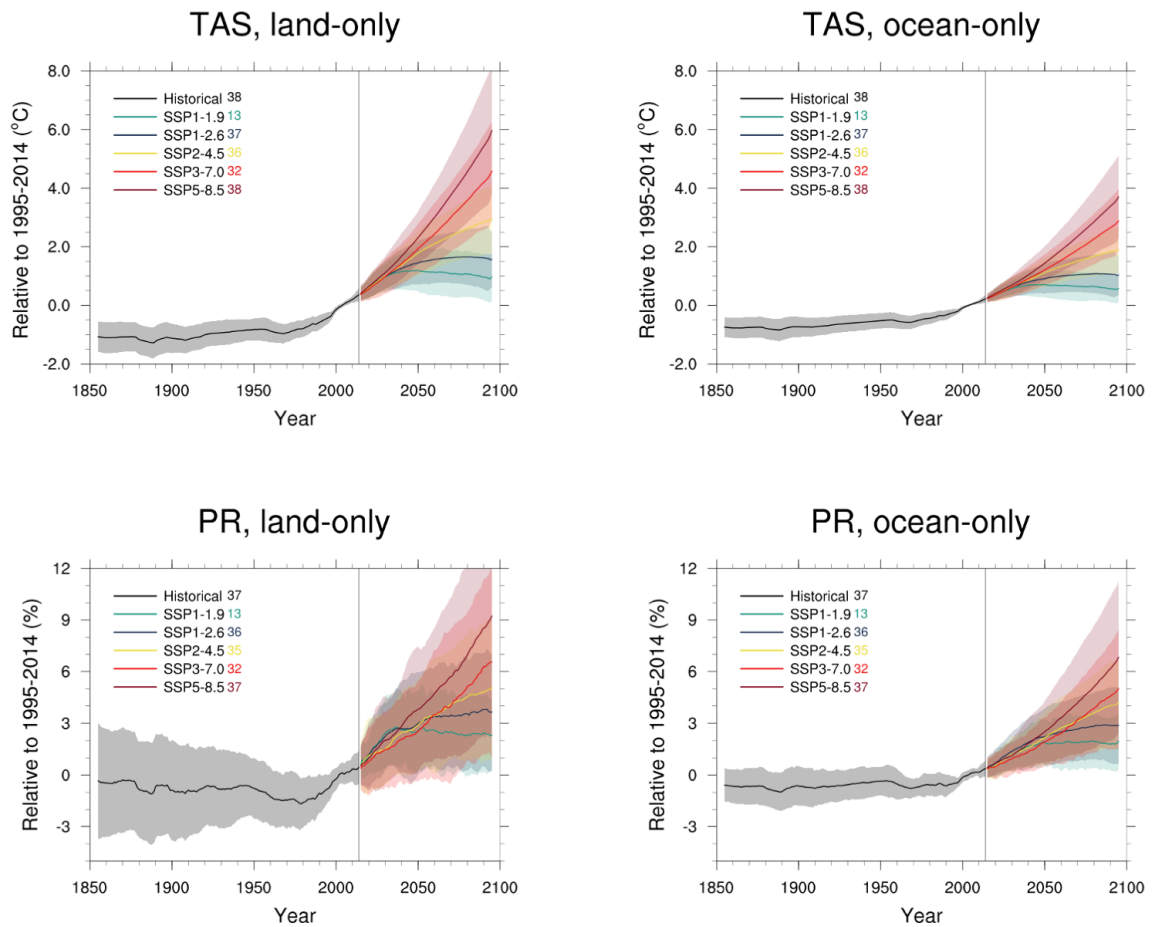 TAS, land-only
8.0
6.0
4.0
2.0
0.0
-2.0
Relative to 1995-2014 (°C)
Historical 38
SSP1-1.9 13
SSP1-2.6 37
SSP2-4.5 36
SSP3-7.0 32
SSP5-8.5 38
1850 1900 1950 2000 2050 2100
Year
TAS, ocean-only
8.0
6.0
4.0
2.0
0.0
-2.0
Relative to 1995-2014 (°C)
Historical 38
SSP1-1.9 13
SSP1-2.6 37
SSP2-4.5 36
SSP3-7.0 32
SSP5-8.5 38
1850 1900 1950 2000 2050 2100
Year
PR, land-only
12
9
6
3
0
-3
Relative to 1995-2014 (%)
Historical 37
SSP1-1.9 13
SSP1-2.6 36
SSP2-4.5 35
SSP3-7.0 32
SSP5-8.5 37
1850 1900 1950 2000 2050 2100
Year
PR, ocean-only
12
9
6
3
0
-3
Relative to 1995-2014 (%)
Historical 37
SSP1-1.9 13
SSP1-2.6 36
SSP2-4.5 35
SSP3-7.0 32
SSP5-8.5 37
1850 1900 1950 2000 2050 2100
Year